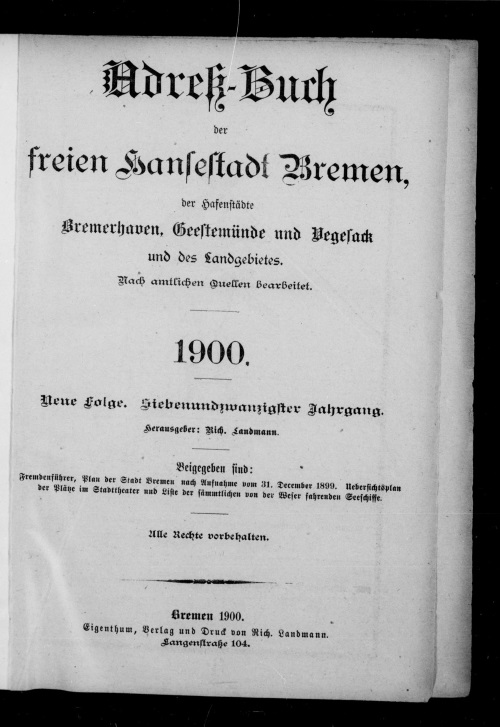 Adreß-Buch
der
freien Hansestadt Bremen,
der Hafenstädte
Bremerhaven, Geestemünde und Vegesack
und des Landgebietes.
Nach amtlichen Quellen bearbeitet.
1900.
Neue Folge. Siebenundzwanzigster Jahrgang.
Herausgeber: Rich. Landmann.
Beigegeben sind:
Fremdenführer, Plan der Stadt Bremen nach Aufnahme vom 31. December 1899. Uebersichtsplan
der Plätze im Stadttheater und Liste der sämmtlichen von der Weser fahrenden Seeschiffe.
Alle Rechte vorbehalten.
Bremen 1900.
Eigenthum, Verlag und Druck von Rich. Landmann.
Langenstraße 104.